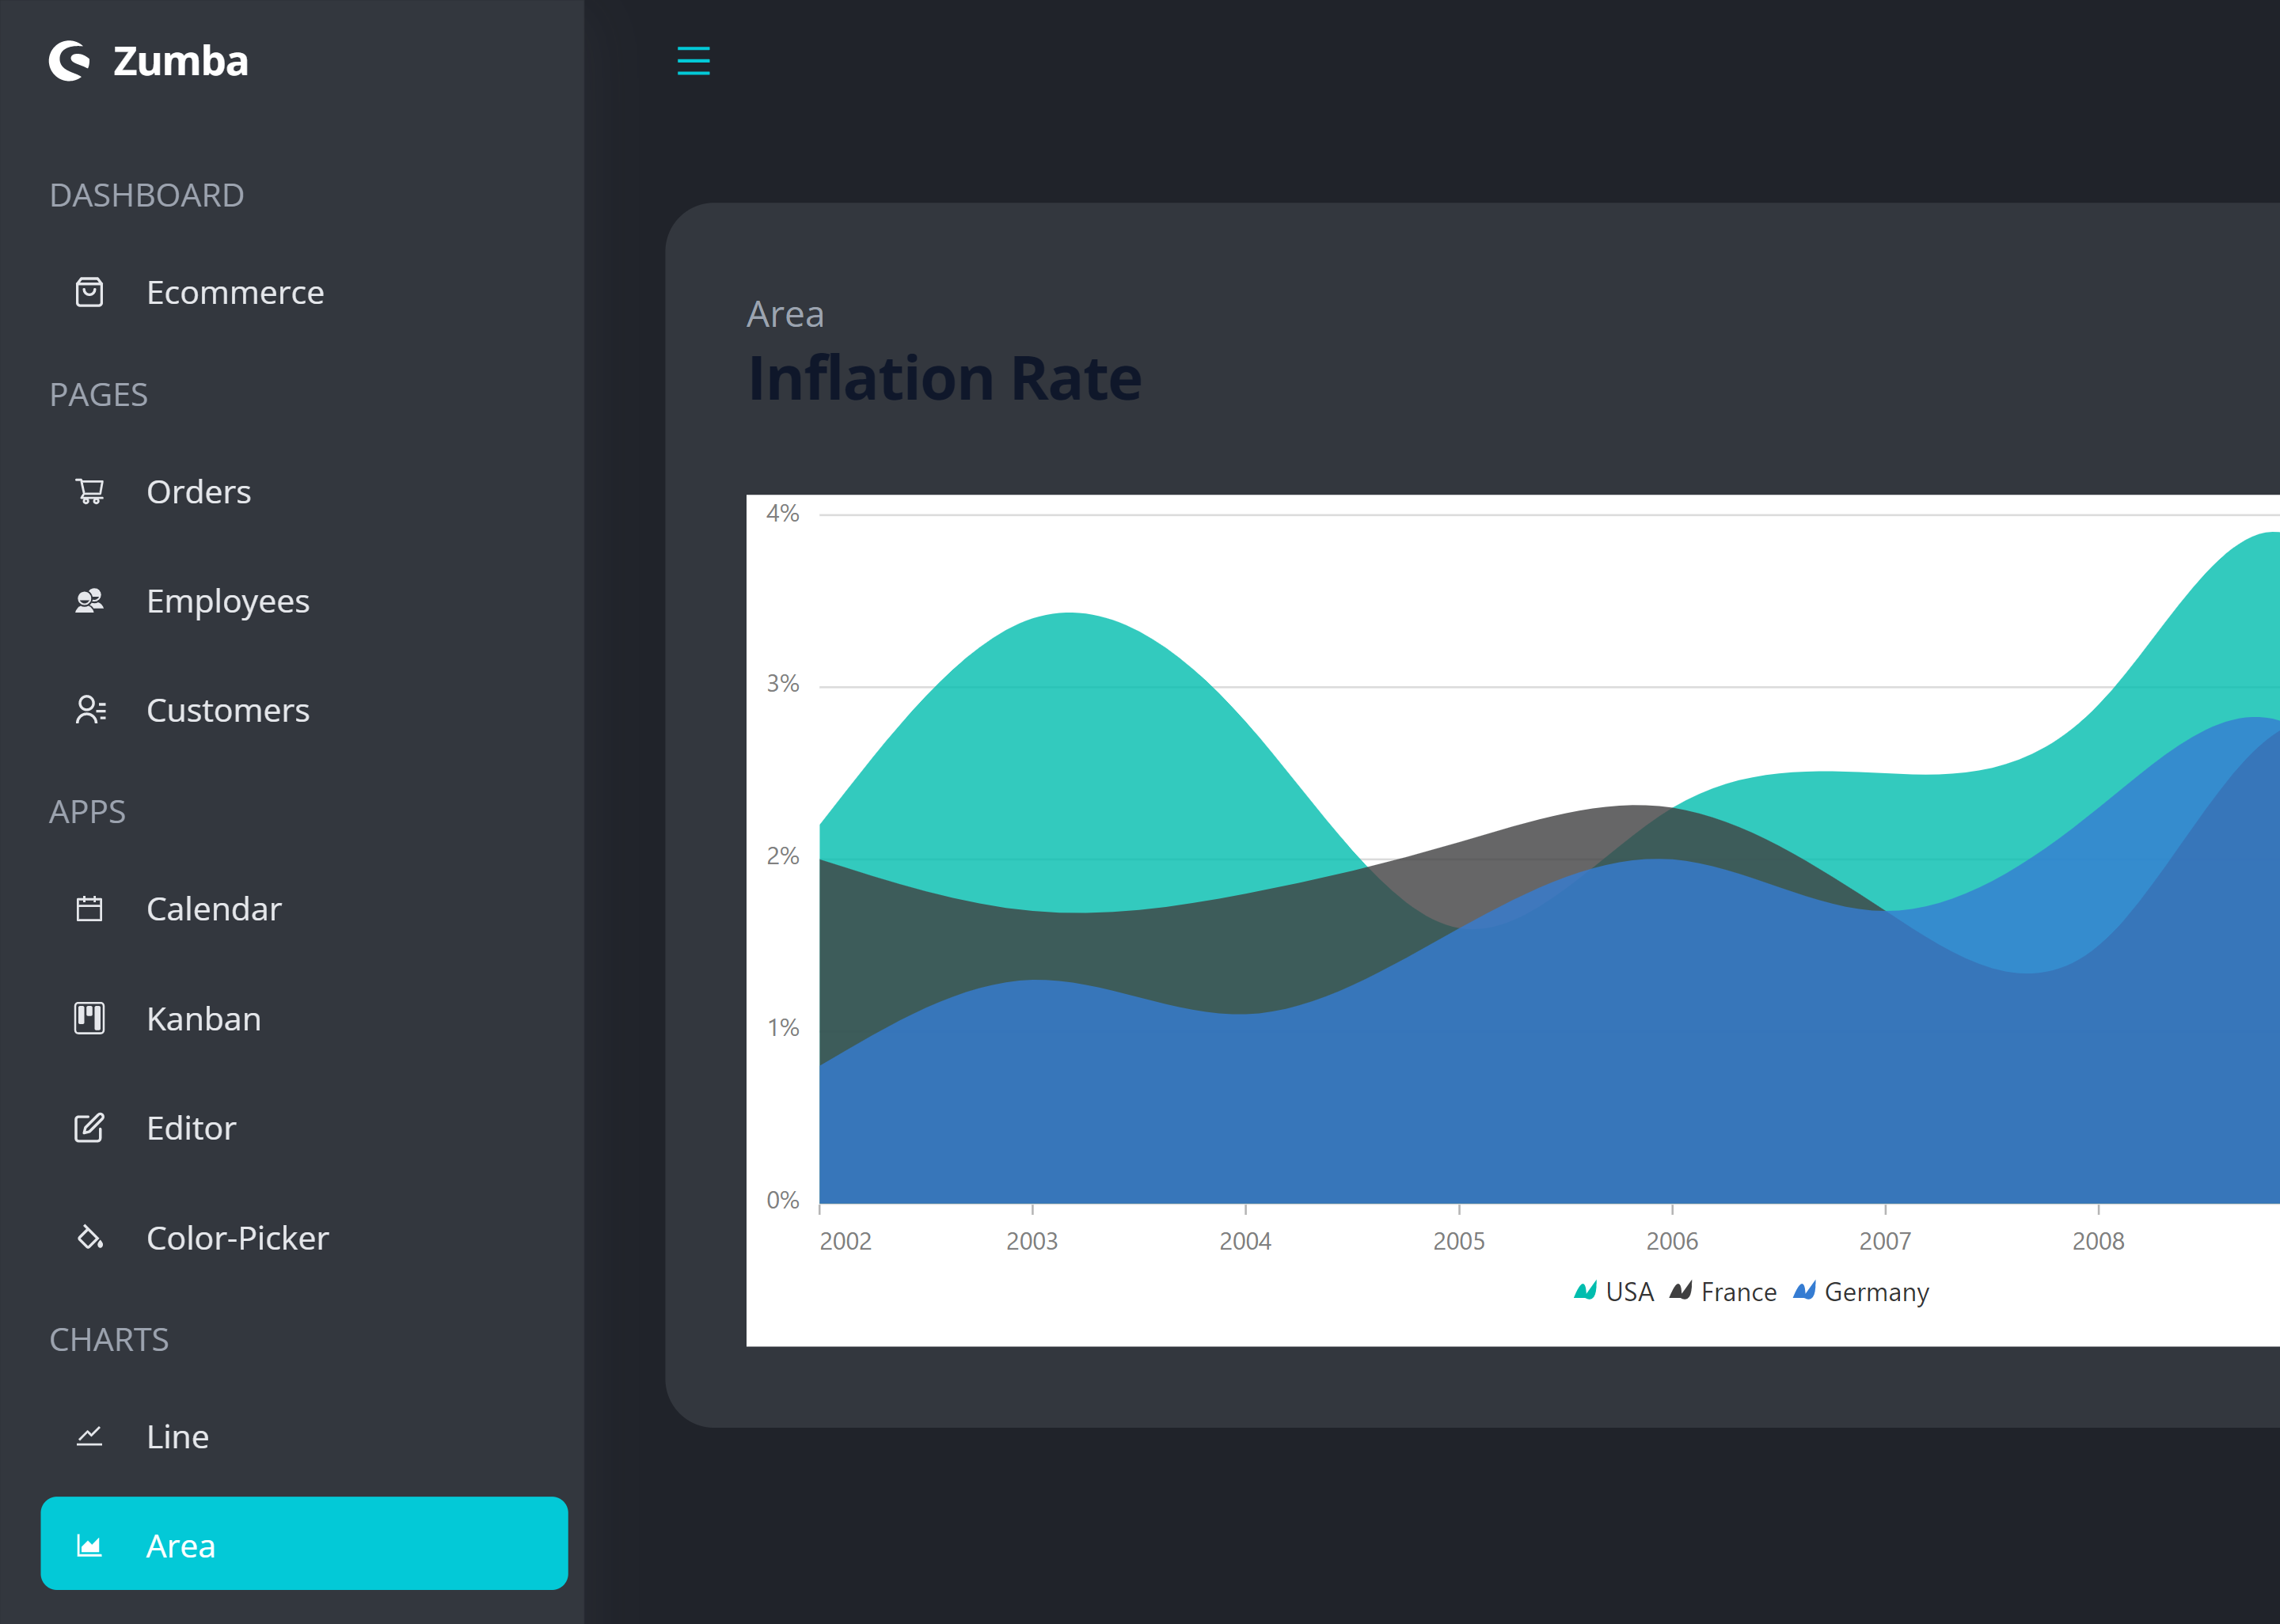 Zumba
DASHBOARD
Ecommerce
PAGES
Orders
Employees
Customers
APPS
Calendar
Kanban
Editor
Color-Picker
CHARTS
Line
Area
Area
Inflation Rate
4%
3%
2%
1%
0%
2002 2003 2004 2005 2006 2007 2008
USA France Germany